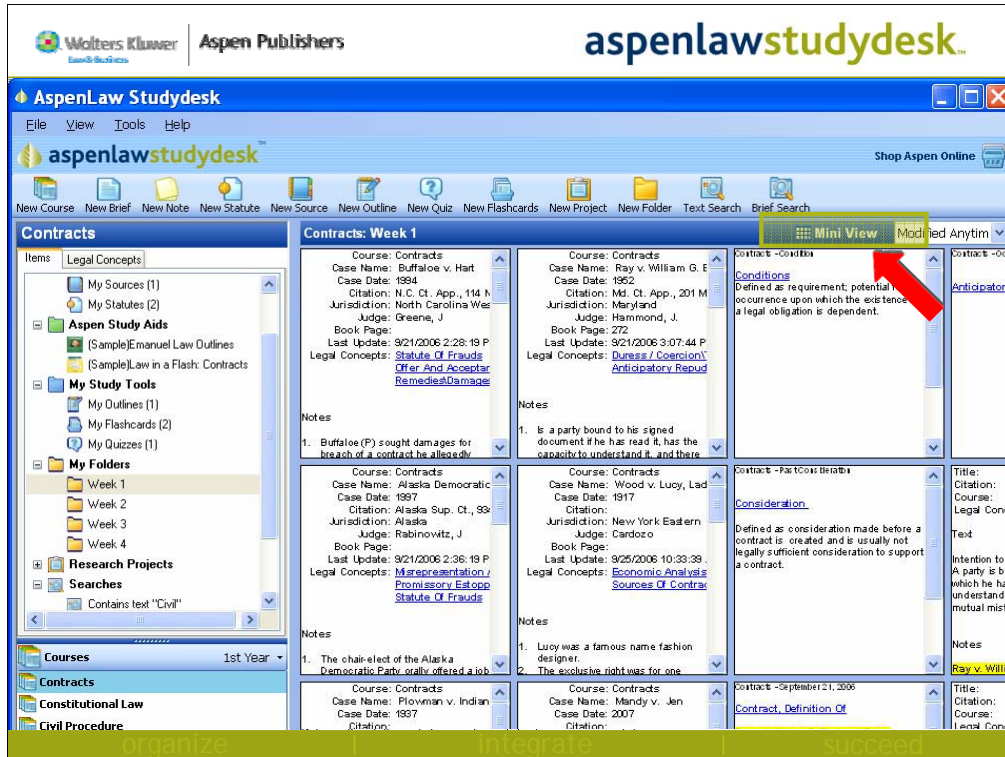 Wolters Kluwer
Law & Business
Aspen Publishers
aspenlawstudydesk™
AspenLaw Studydesk
File View Tools Help
aspenlawstudydesk™
Shop Aspen Online
New Course New Brief New Note New Statute New Source New Outline New Quiz New Flashcards New Project New Folder Text Search Brief Search
Contracts
Items Legal Concepts
My Sources (1)
My Statutes (2)
Aspen Study Aids
(Sample)Emanuel Law Outlines
(Sample)Law in a Flash: Contracts
My Study Tools
My Outlines (1)
My Flashcards (2)
My Quizzes (1)
My Folders
Week 1
Week 2
Week 3
Week 4
Research Projects
Searches
Contains text "Civil"
Courses 1st Year
Contracts
Constitutional Law
Civil Procedure
Contracts: Week 1
Mini View Modified Anytim
Course: Contracts
Case Name: Buffaloe v. Hart
Case Date: 1994
Citation: N.C. Ct. App., 114 N
Jurisdiction: North Carolina Wes
Judge: Greene, J
Book Page:
Last Update: 9/21/2006 2:28:19 P
Legal Concepts: Statute Of Frauds
Offer And Acceptan
Remedies\Damages
Notes
1. Buffaloe (P) sought damages for
breach of a contract he allegedly
Course: Contracts
Case Name: Ray v. William G. E
Case Date: 1952
Citation: Md. Ct. App., 201 M
Jurisdiction: Maryland
Judge: Hammond, J.
Book Page: 272
Last Update: 9/21/2006 3:07:44 P
Legal Concepts: Duress / Coercion\
Anticipatory Repud
Notes
1. Is a party bound to his signed
document if he has read it, has the
capacity to understand it, and there
Contracts - Condition
Conditions
Defined as requirement; potential
occurrence upon which the existence
a legal obligation is dependent.
Contracts - Oc
Anticipator
Course: Contracts
Case Name: Alaska Democratic
Case Date: 1997
Citation: Alaska Sup. Ct., 934
Jurisdiction: Alaska
Judge: Rabinowitz, J
Book Page:
Last Update: 9/21/2006 2:36:19 P
Legal Concepts: Misrepresentation /
Promissory Estopp
Statute Of Frauds
Notes
1. The chair-elect of the Alaska
Democratic Party orally offered a job
Course: Contracts
Case Name: Wood v. Lucy, Lad
Case Date: 1917
Citation:
Jurisdiction: New York Eastern
Judge: Cardozo
Book Page:
Last Update: 9/25/2006 10:33:39
Legal Concepts: Economic Analysis
Sources Of Contrac
Notes
1. Lucy was a famous name fashion
designer.
2. The exclusive right was for one
Contracts - Past Consideration
Consideration
Defined as consideration made before a
contract is created and is usually not
legally sufficient consideration to support
a contract.
Title:
Citation:
Course:
Legal Con
Text
Intention to
A party is b
which he ha
understand
mutual mist
Notes
Ray v. Willi
Course: Contracts
Case Name: Plowman v. Indian
Case Date: 1937
Citation:
Course: Contracts
Case Name: Mandy v. Jen
Case Date: 2007
Citation:
Contracts - September 21, 2006
Contract, Definition Of
Title:
Citation:
Course:
Legal Con
organize | integrate | succeed